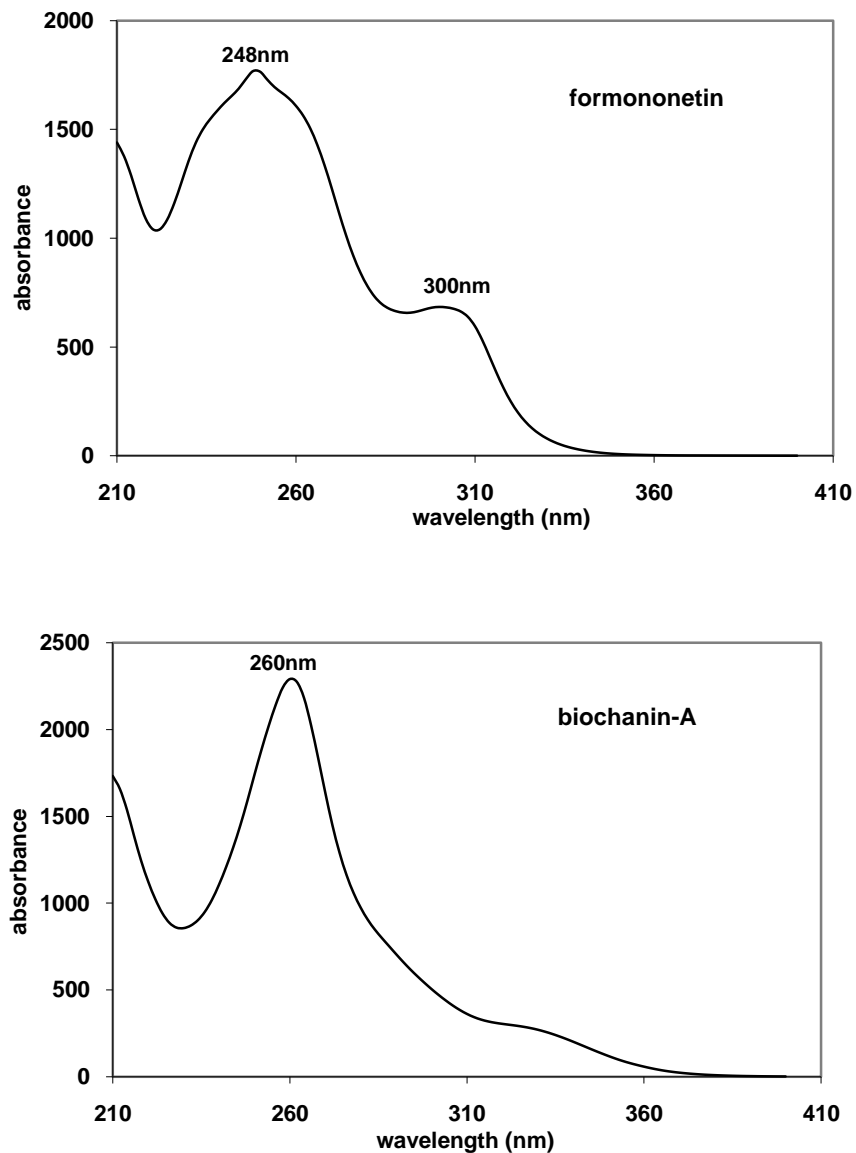 2000
248nm
formononetin
1500
absorbance
1000
300nm
500
0
210 260 310 360 410
wavelength (nm)
2500
260nm
biochanin-A
2000
1500
absorbance
1000
500
0
210 260 310 360 410
wavelength (nm)